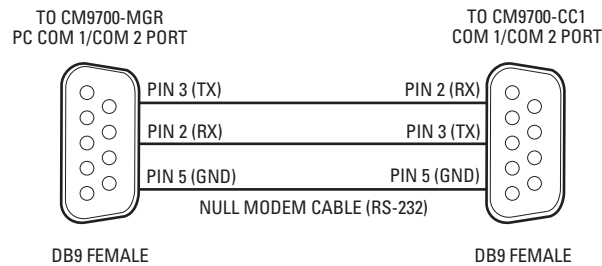 TO CM9700-MGR
PC COM 1/COM 2 PORT
TO CM9700-CC1
COM 1/COM 2 PORT
PIN 3 (TX)
PIN 2 (RX)
PIN 2 (RX)
PIN 3 (TX)
PIN 5 (GND)
PIN 5 (GND)
NULL MODEM CABLE (RS-232)
DB9 FEMALE
DB9 FEMALE